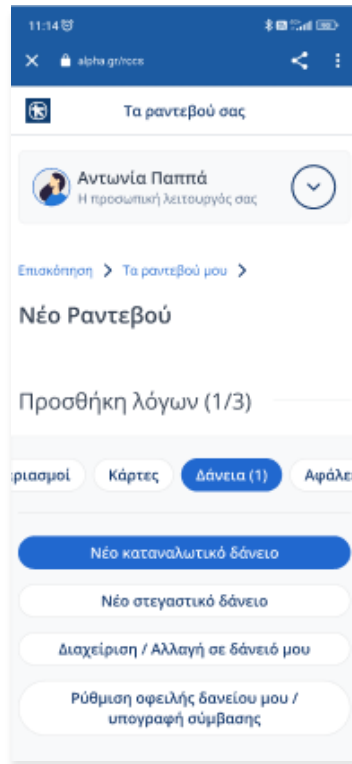 11:14
alpha.gr/rccs
Τα ραντεβού σας
Αντωνία Παππά
Η προσωπική λειτουργός σας
Επισκόπηση
Τα ραντεβού μου
Νέο Ραντεβού
Προσθήκη λόγων (1/3)
ριασμοί
Κάρτες
Δάνεια (1)
Αφάλε
Νέο καταναλωτικό δάνειο
Νέο στεγαστικό δάνειο
Διαχείριση / Αλλαγή σε δάνειό μου
Ρύθμιση οφειλής δανείου μου /
υπογραφή σύμβασης